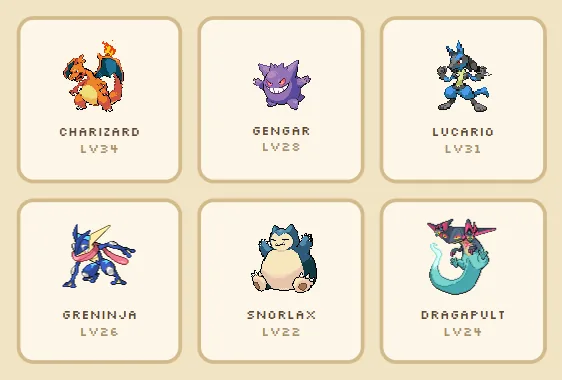 CHARIZARD
LV34
GENGAR
LV28
LUCARIO
LV31
GRENINJA
LV26
SNORLAX
LV22
DRAGAPULT
LV24